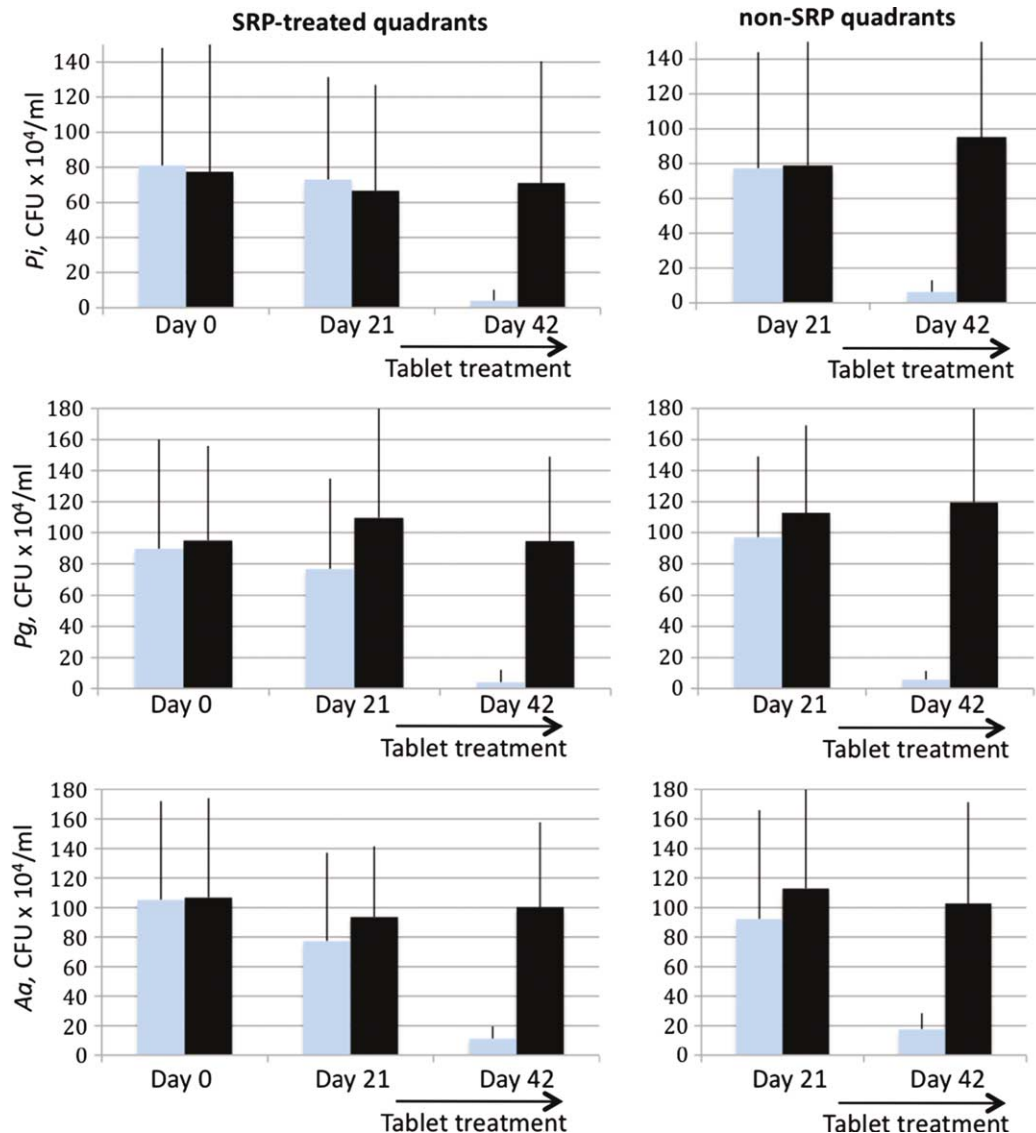 SRP-treated quadrants
non-SRP quadrants
Pi, CFU x 10⁴/ml
140
120
100
80
60
40
20
0
Day 0
Day 21
Day 42
Tablet treatment
140
120
100
80
60
40
20
0
Day 21
Day 42
Tablet treatment
Pg, CFU x 10⁴/ml
180
160
140
120
100
80
60
40
20
0
Day 0
Day 21
Day 42
Tablet treatment
180
160
140
120
100
80
60
40
20
0
Day 21
Day 42
Tablet treatment
Aa, CFU x 10⁴/ml
180
160
140
120
100
80
60
40
20
0
Day 0
Day 21
Day 42
Tablet treatment
180
160
140
120
100
80
60
40
20
0
Day 21
Day 42
Tablet treatment